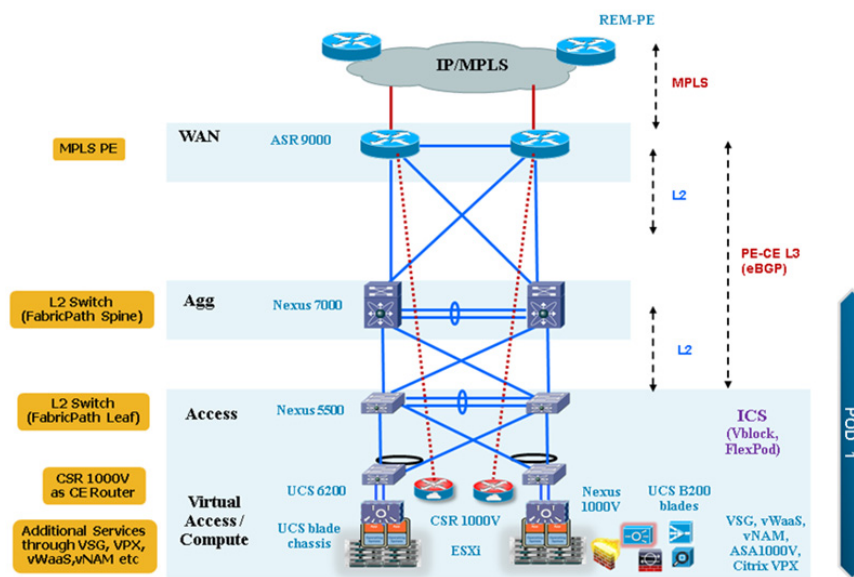 REM-PE
IP/MPLS
MPLS
WAN
ASR 9000
MPLS PE
L2
PE-CE L3
(eBGP)
L2 Switch
(FabricPath Spine)
Agg
Nexus 7000
L2
L2 Switch
(FabricPath Leaf)
Access
Nexus 5500
ICS
(Vblock,
FlexPod)
POD 1
CSR 1000V
as CE Router
UCS 6200
Nexus
1000V
UCS B200
blades
Virtual
Access /
Compute
CSR 1000V
UCS blade
chassis
ESXi
Additional Services
through VSG, VPX,
vWaaS,vNAM etc
VSG, vWaaS,
vNAM,
ASA1000V,
Citrix VPX